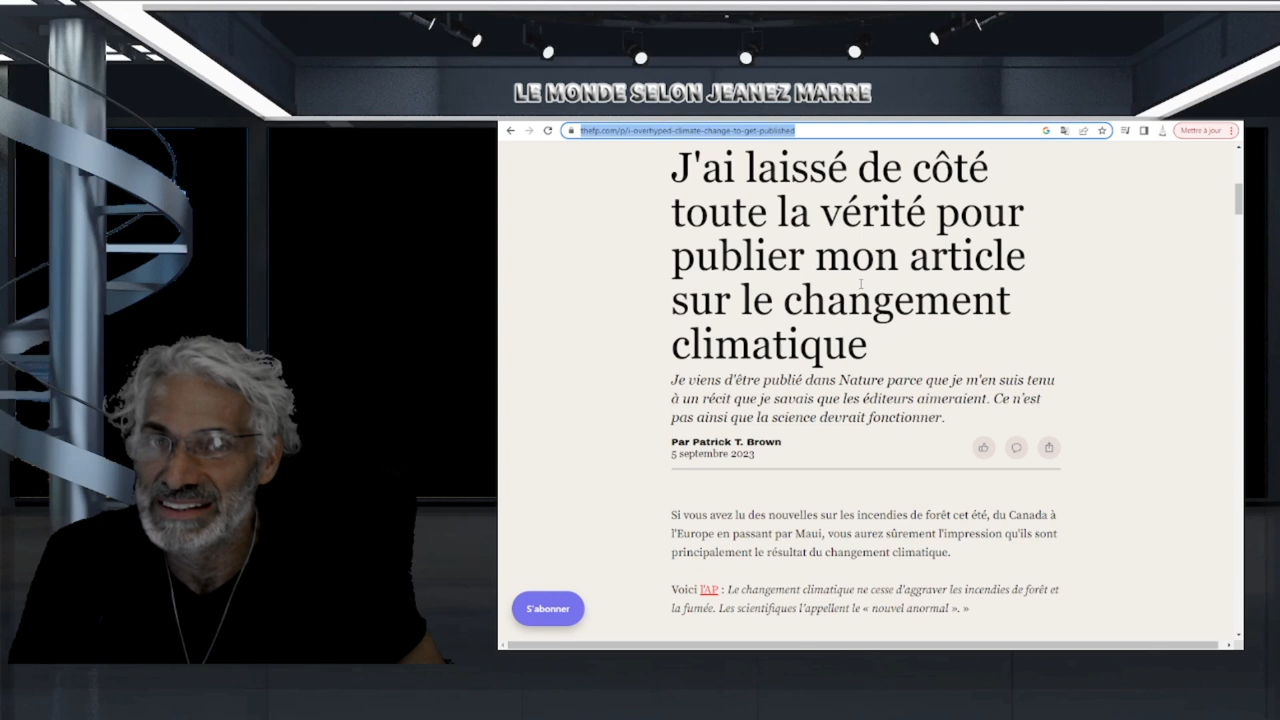 LE MONDE SELON JEANEZ MARRE
thefp.com/p/i-overhyped-climate-change-to-get-published
Mettre à jour
J'ai laissé de côté
toute la vérité pour
publier mon article
sur le changement
climatique
Je viens d'être publié dans Nature parce que je m'en suis tenu
à un récit que je savais que les éditeurs aimeraient. Ce n'est
pas ainsi que la science devrait fonctionner.
Par Patrick T. Brown
5 septembre 2023
Si vous avez lu des nouvelles sur les incendies de forêt cet été, du Canada à
l'Europe en passant par Maui, vous aurez sûrement l'impression qu'ils sont
principalement le résultat du changement climatique.
Voici l'AP : Le changement climatique ne cesse d'aggraver les incendies de forêt et
la fumée. Les scientifiques l'appellent le « nouvel anormal ». »
S'abonner